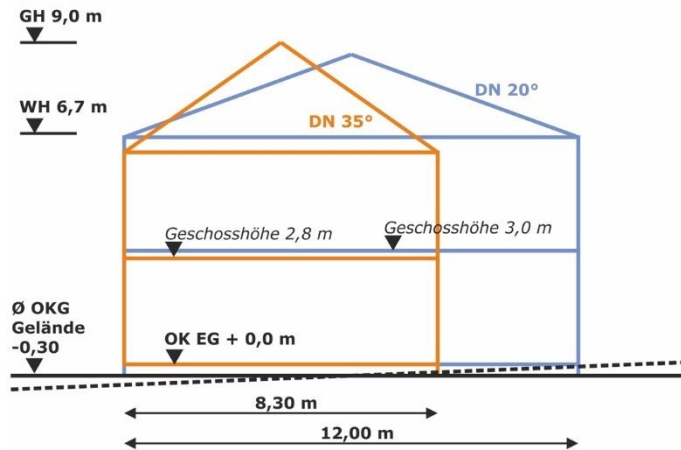 GH 9,0 m
WH 6,7 m
DN 20°
DN 35°
Geschosshöhe 2,8 m
Geschosshöhe 3,0 m
Ø OKG
Gelände
-0,30
OK EG + 0,0 m
8,30 m
12,00 m